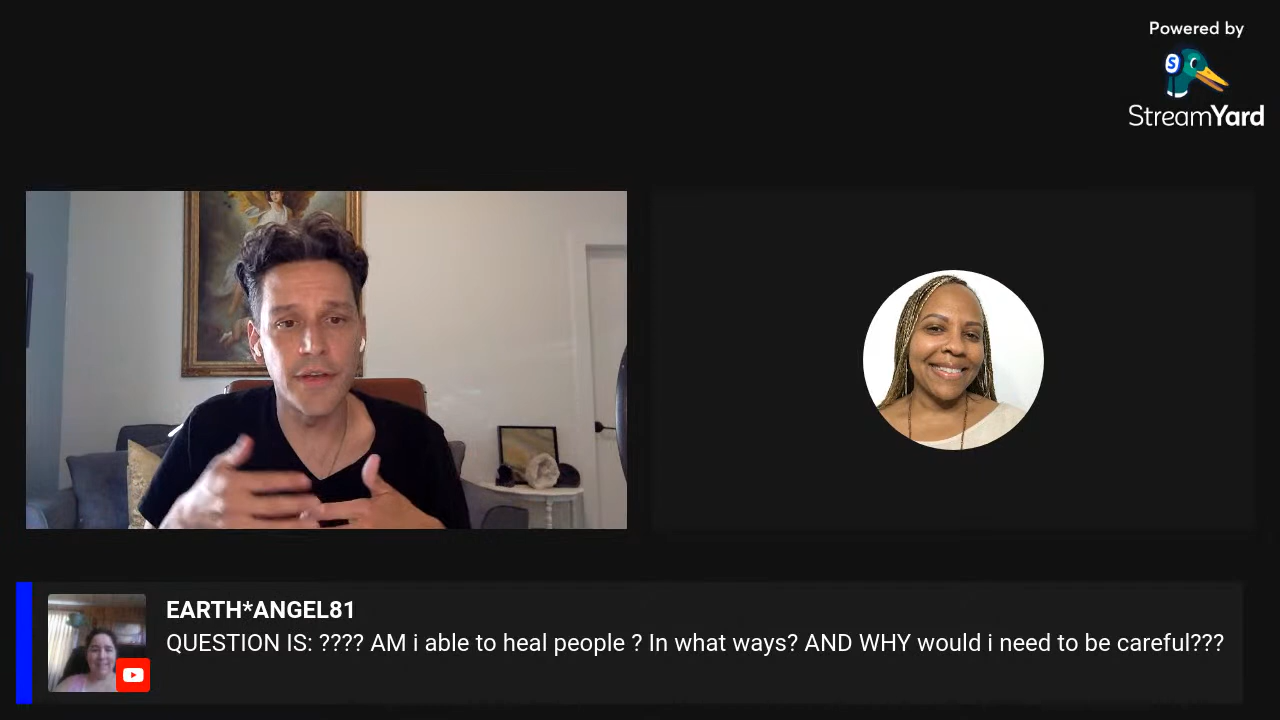 Powered by
StreamYard
EARTH*ANGEL81
QUESTION IS: ???? AM i able to heal people ? In what ways? AND WHY would i need to be careful???